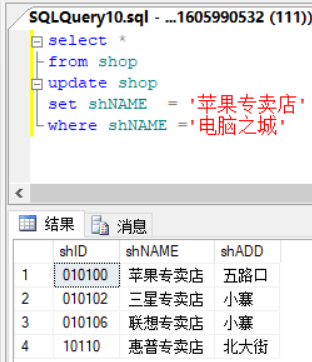 SQLQuery10.sql - ...1605990532 (111))
select *
from shop
update shop
set shNAME = '苹果专卖店'
where shNAME ='电脑之城'
结果 消息
shID shNAME shADD
1 010100 苹果专卖店 五路口
2 010102 三星专卖店 小寨
3 010106 联想专卖店 小寨
4 10110 惠普专卖店 北大街